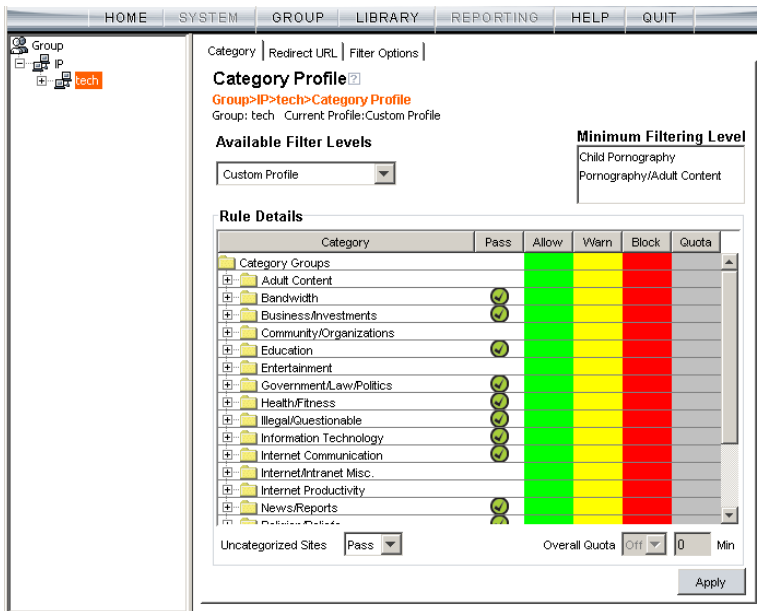 HOME SYSTEM GROUP LIBRARY REPORTING HELP QUIT
Group
IP
tech
Category Redirect URL Filter Options
Category Profile ?
Group>IP>tech>Category Profile
Group: tech Current Profile:Custom Profile
Available Filter Levels
Custom Profile
Minimum Filtering Level
Child Pornography
Pornography/Adult Content
Rule Details
Category Pass Allow Warn Block Quota
Category Groups
Adult Content
Bandwidth
Business/Investments
Community/Organizations
Education
Entertainment
Government/Law/Politics
Health/Fitness
Illegal/Questionable
Information Technology
Internet Communication
Internet/Intranet Misc.
Internet Productivity
News/Reports
Religion/Beliefs
Uncategorized Sites Pass Overall Quota Off 0 Min
Apply